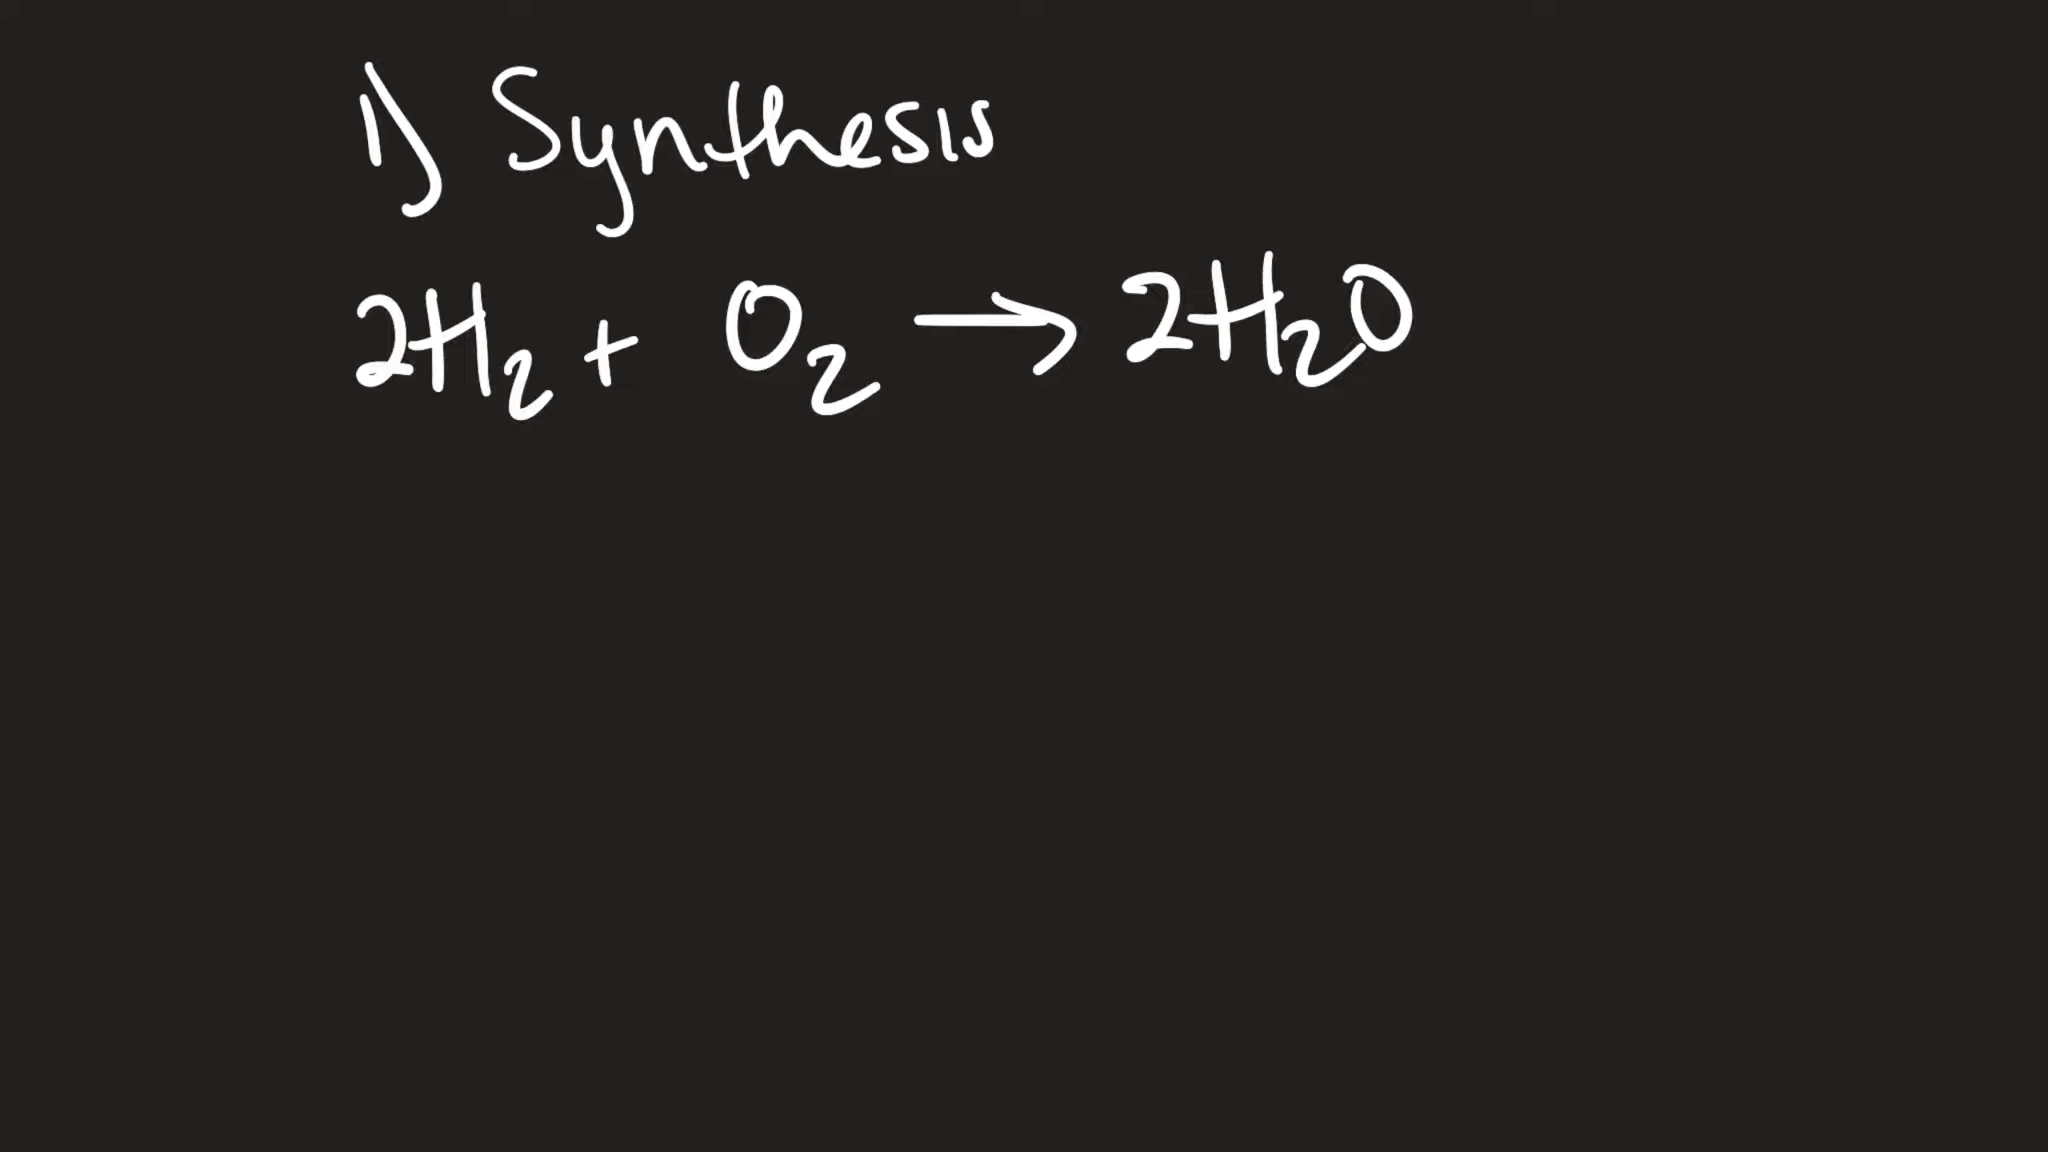 1) Synthesis
2H₂ + O₂ → 2H₂O